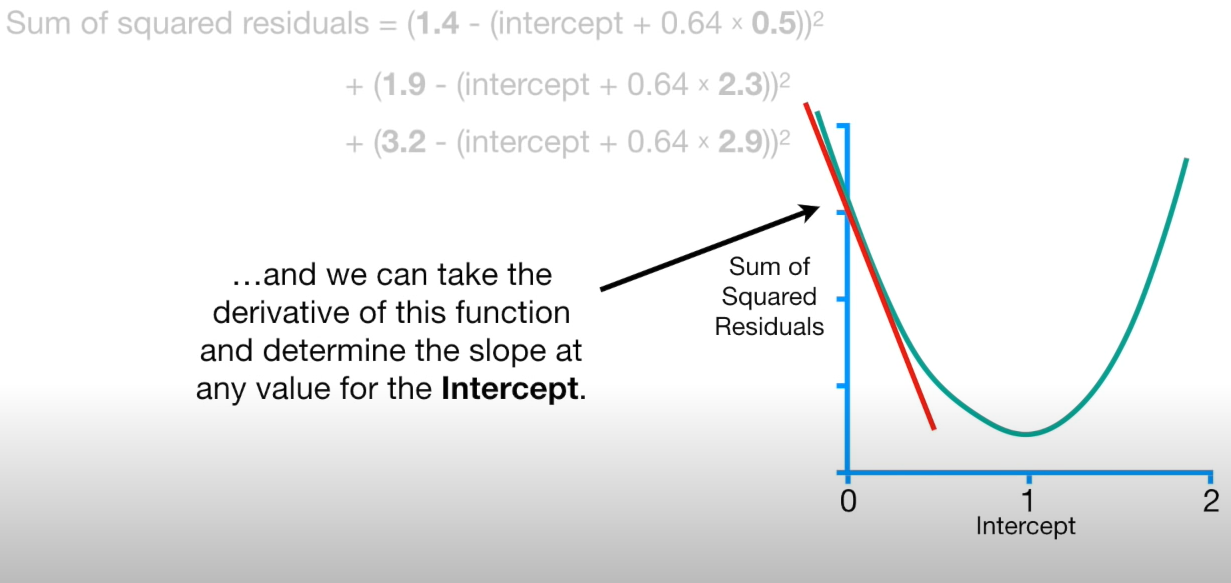 Sum of squared residuals = (1.4 - (intercept + 0.64 × 0.5))²
+ (1.9 - (intercept + 0.64 × 2.3))²
+ (3.2 - (intercept + 0.64 × 2.9))²
…and we can take the
derivative of this function
and determine the slope at
any value for the Intercept.
Sum of
Squared
Residuals
0 1 2
Intercept